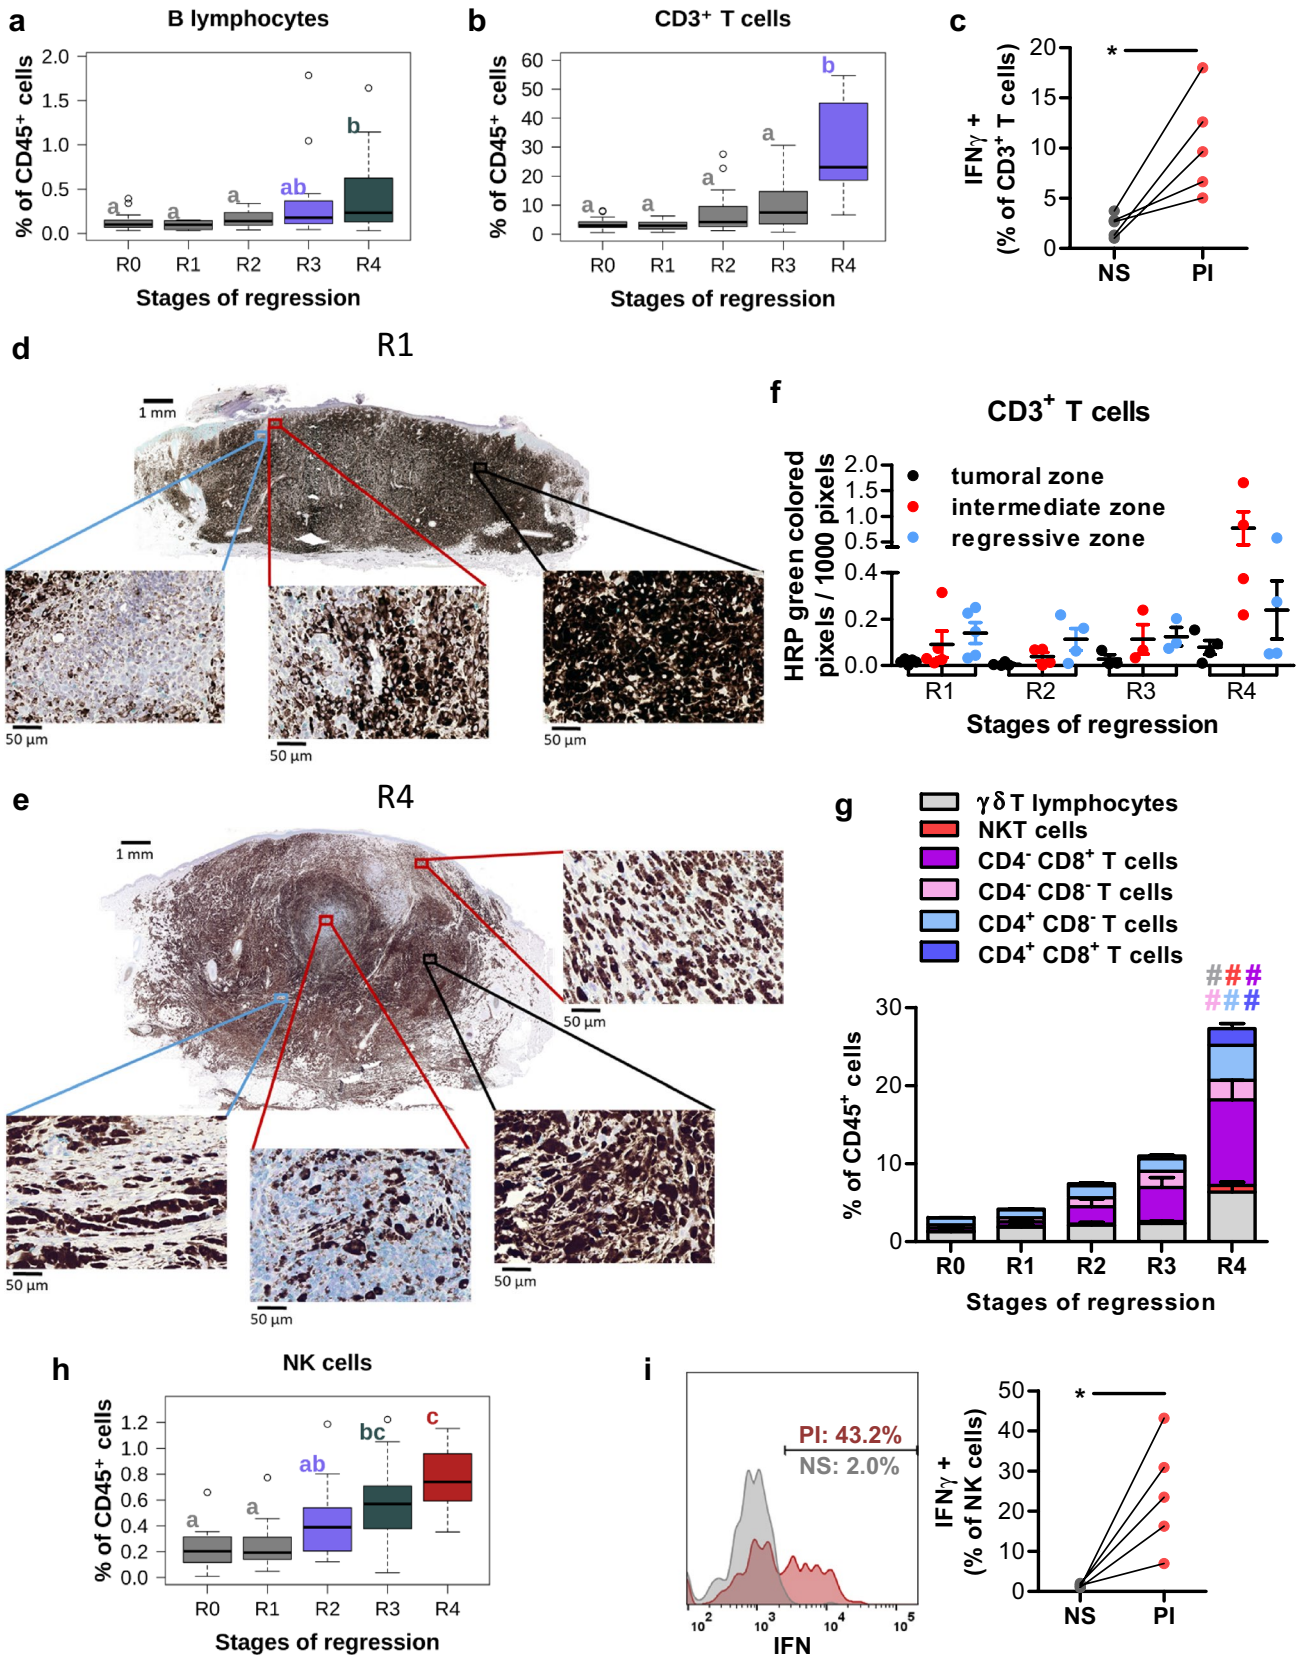 a
B lymphocytes
% of CD45⁺ cells
2.0
1.5
1.0
0.5
0.0
a
a
a
ab
b
R0 R1 R2 R3 R4
Stages of regression
b
CD3⁺ T cells
% of CD45⁺ cells
60
50
40
30
20
10
0
a
a
a
a
b
R0 R1 R2 R3 R4
Stages of regression
c
IFNγ +
(% of CD3⁺ T cells)
20
15
10
5
0
*
NS PI
d
R1
1 mm
50 µm
50 µm
50 µm
e
R4
1 mm
50 µm
50 µm
50 µm
50 µm
f
CD3⁺ T cells
HRP green colored
pixels / 1000 pixels
2.0
1.5
1.0
0.5
0.4
0.2
0.0
tumoral zone
intermediate zone
regressive zone
R1 R2 R3 R4
Stages of regression
g
γδ T lymphocytes
NKT cells
CD4⁻ CD8⁺ T cells
CD4⁻ CD8⁻ T cells
CD4⁺ CD8⁻ T cells
CD4⁺ CD8⁺ T cells
% of CD45⁺ cells
30
20
10
0
###
###
R0 R1 R2 R3 R4
Stages of regression
h
NK cells
% of CD45⁺ cells
1.2
1.0
0.8
0.6
0.4
0.2
0.0
a
a
ab
bc
c
R0 R1 R2 R3 R4
Stages of regression
i
PI: 43.2%
NS: 2.0%
10² 10³ 10⁴ 10⁵
IFN
IFNγ +
(% of NK cells)
50
40
30
20
10
0
*
NS PI